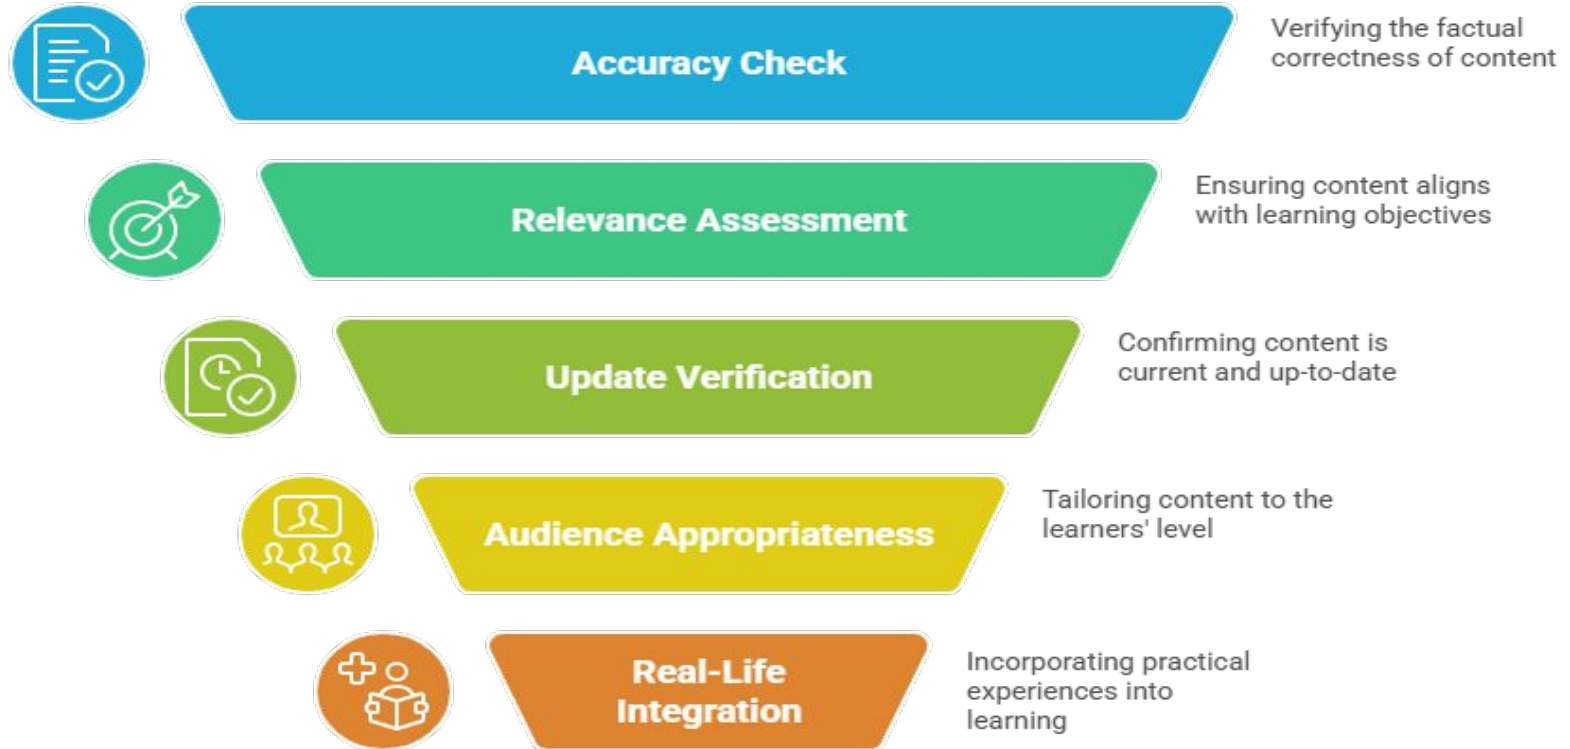 Accuracy Check
Verifying the factual
correctness of content
Relevance Assessment
Ensuring content aligns
with learning objectives
Update Verification
Confirming content is
current and up-to-date
Audience Appropriateness
Tailoring content to the
learners' level
Real-Life
Integration
Incorporating practical
experiences into
learning